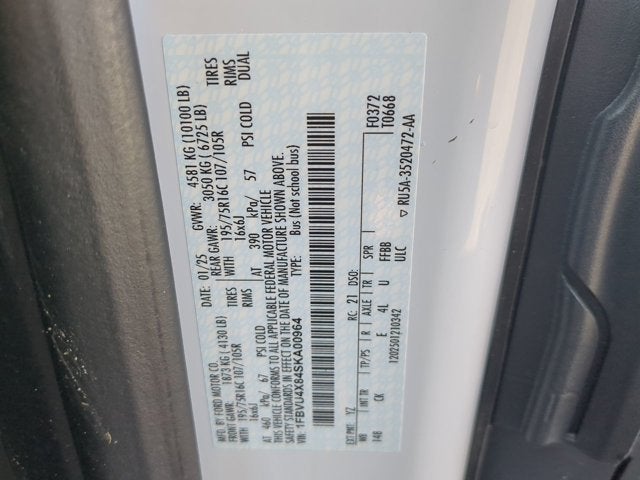 MFD. BY FORD MOTOR CO.
DATE: 01/25 GVWR: 4581 KG (10100 LB)
FRONT GAWR: 1873 KG ( 4130 LB) REAR GAWR: 3050 KG ( 6725 LB)
195/75R16C 107/105R TIRES WITH 195/75R16C 107/105R TIRES
16x6J RIMS 16x6J RIMS
AT 460 kPa/ 67 PSI COLD AT 390 kPa/ 57 PSI COLD DUAL
THIS VEHICLE CONFORMS TO ALL APPLICABLE FEDERAL MOTOR VEHICLE
SAFETY STANDARDS IN EFFECT ON THE DATE OF MANUFACTURE SHOWN ABOVE.
VIN: 1FBVU4X84SKA00964 TYPE: Bus (Not school bus)
F0372
T0668
EXT PNT: YZ RC: 21 DSO:
WB INT TR TP/PS R AXLE TR SPR
148 CK E 4L U FFBB
ULC
1202501210342 ▽ RU5A-3520472-AA